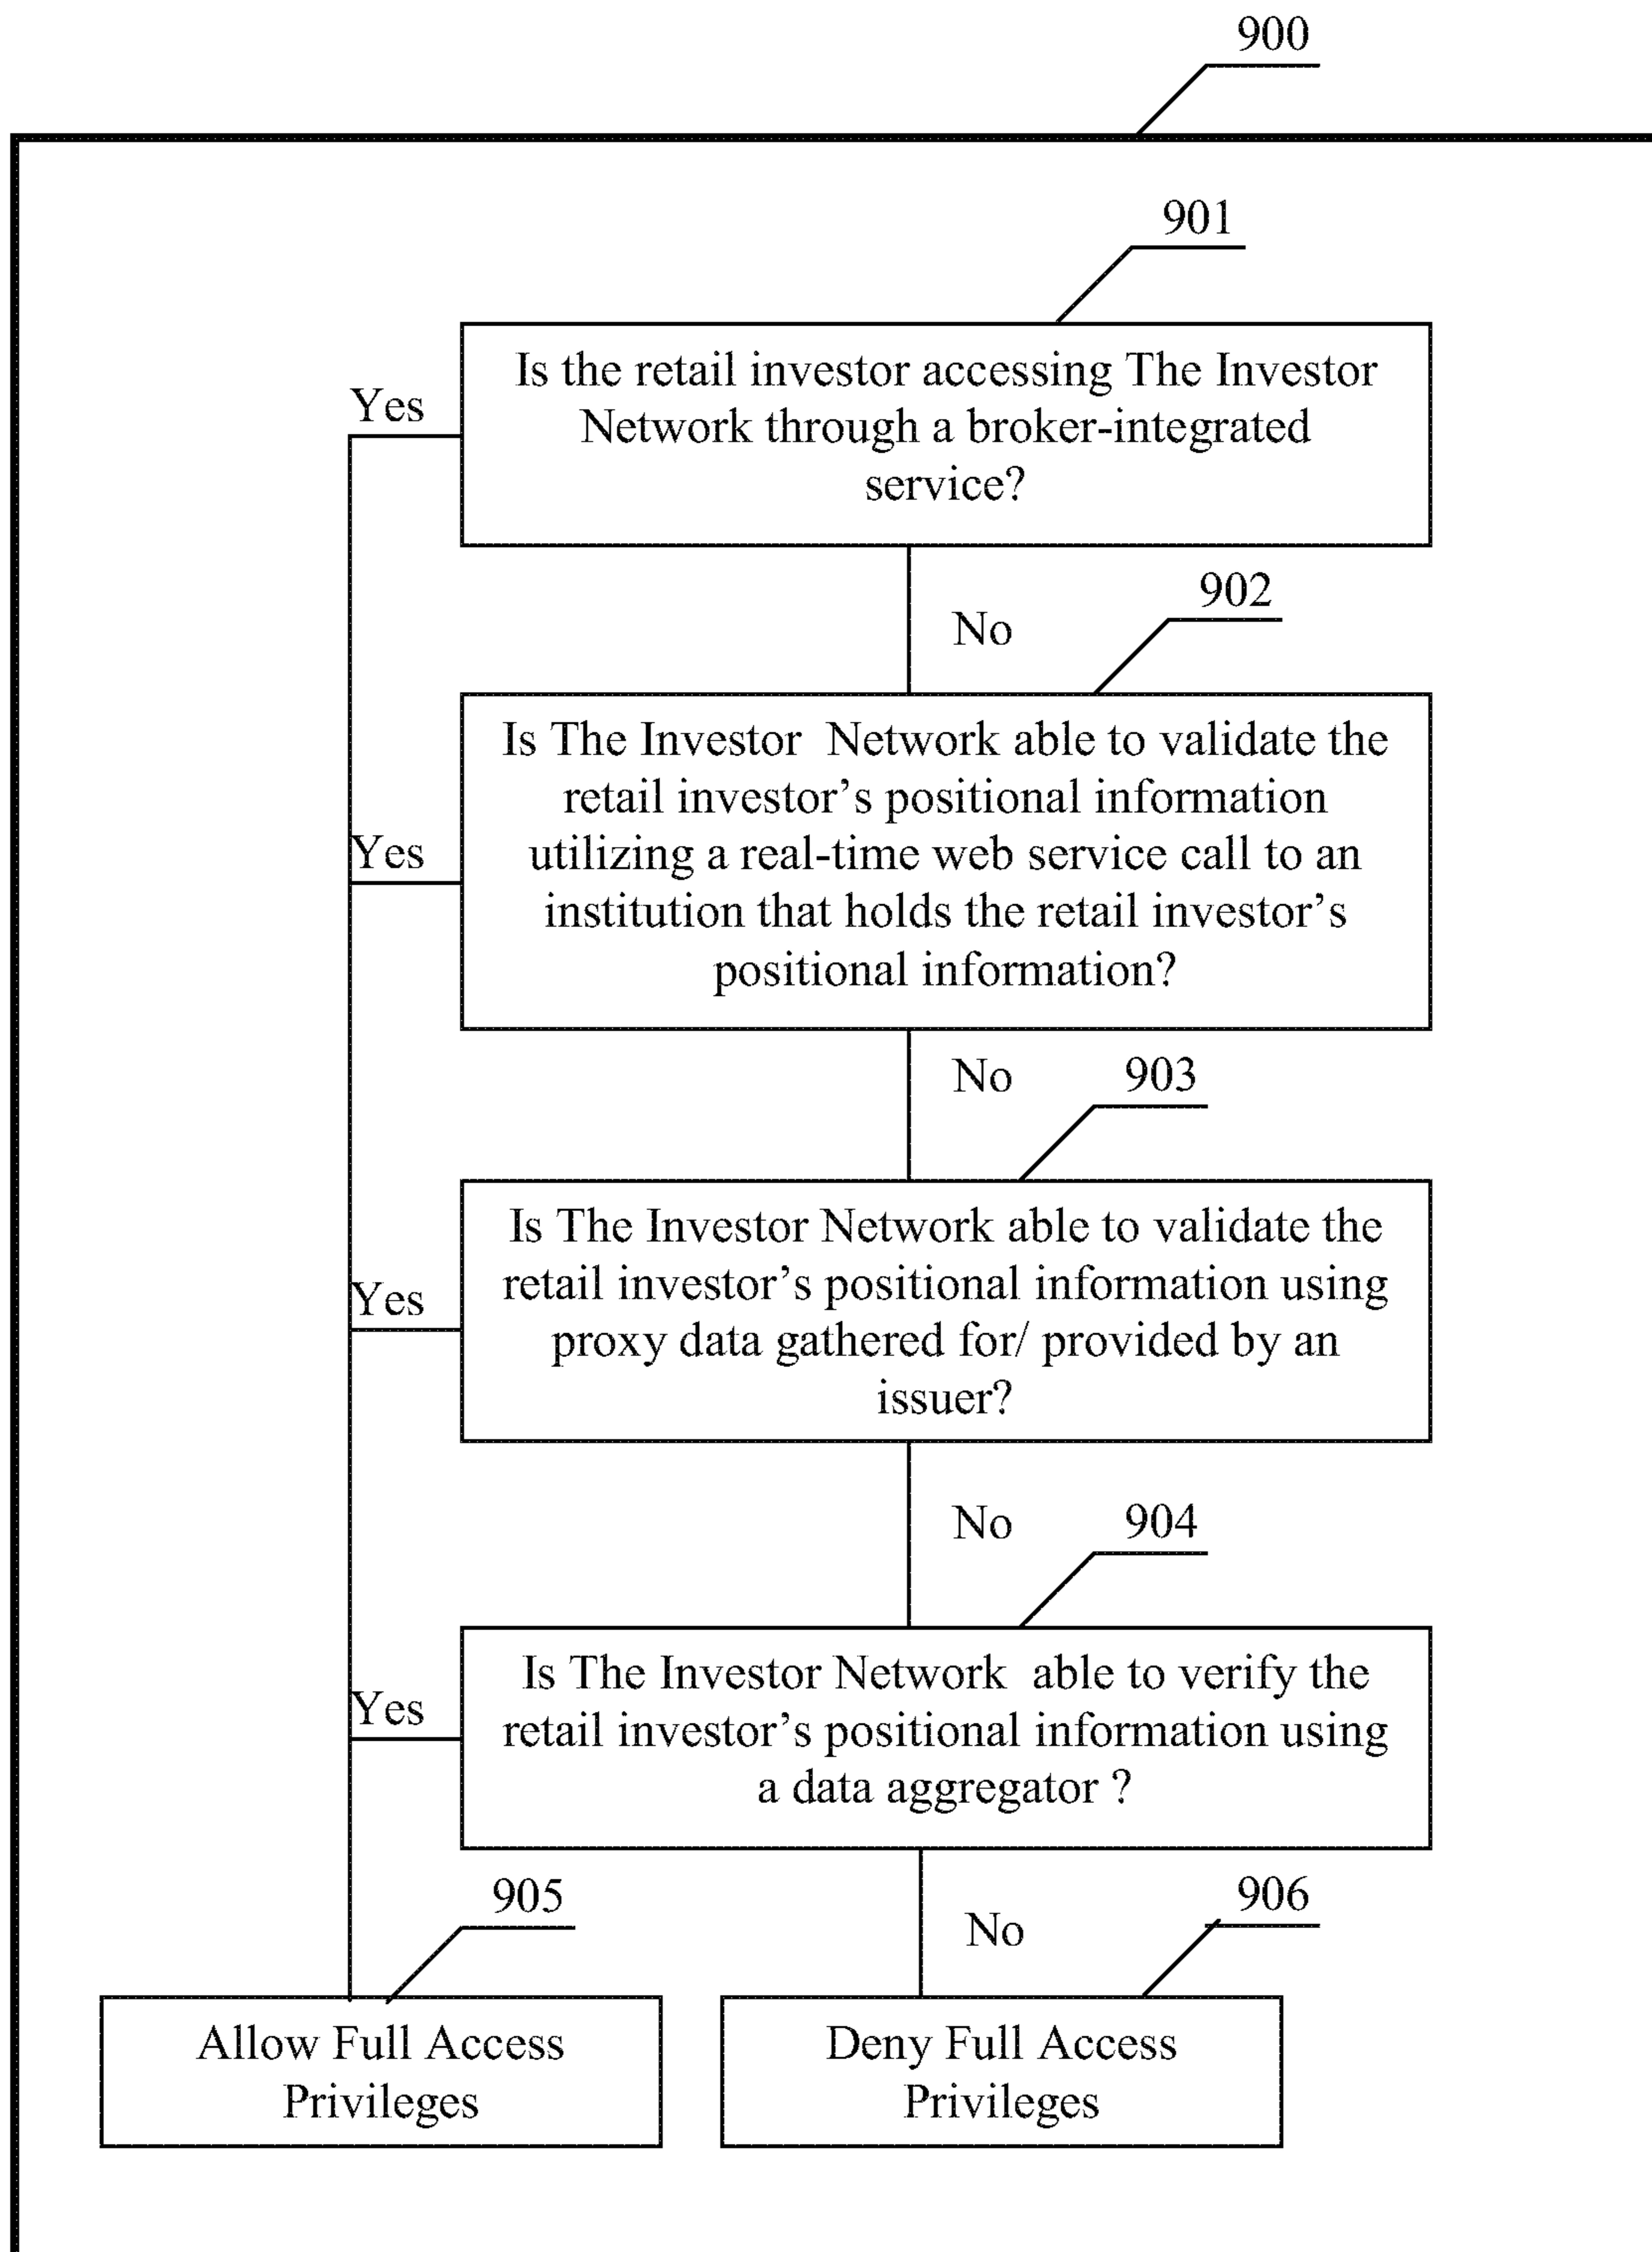 900
901
Is the retail investor accessing The Investor
Network through a broker-integrated
service?
Yes
No
902
Is The Investor Network able to validate the
retail investor’s positional information
utilizing a real-time web service call to an
institution that holds the retail investor’s
positional information?
Yes
No
903
Is The Investor Network able to validate the
retail investor’s positional information using
proxy data gathered for/ provided by an
issuer?
Yes
No
904
Is The Investor Network able to verify the
retail investor’s positional information using
a data aggregator ?
Yes
No
905
Allow Full Access
Privileges
906
Deny Full Access
Privileges